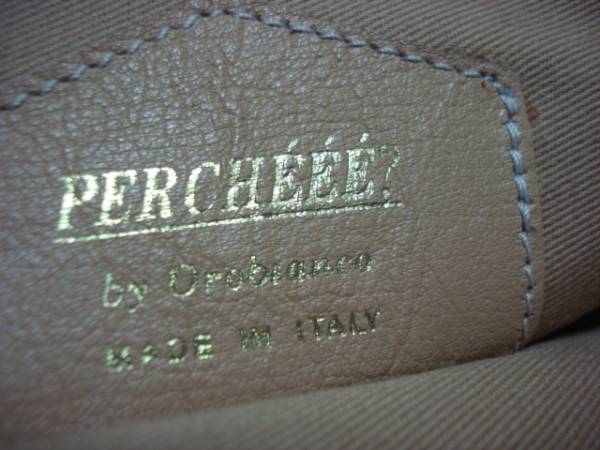 PERCHÉÉÉ?
by Orobianco
MADE IN ITALY